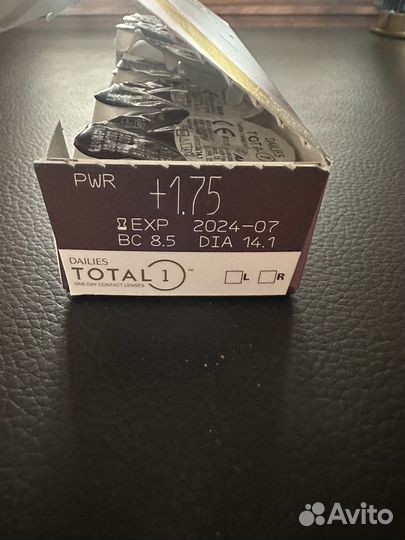 PWR +1.75
EXP 2024-07
BC 8.5 DIA 14.1
DAILIES
TOTAL 1™
ONE-DAY CONTACT LENSES
L R
Avito